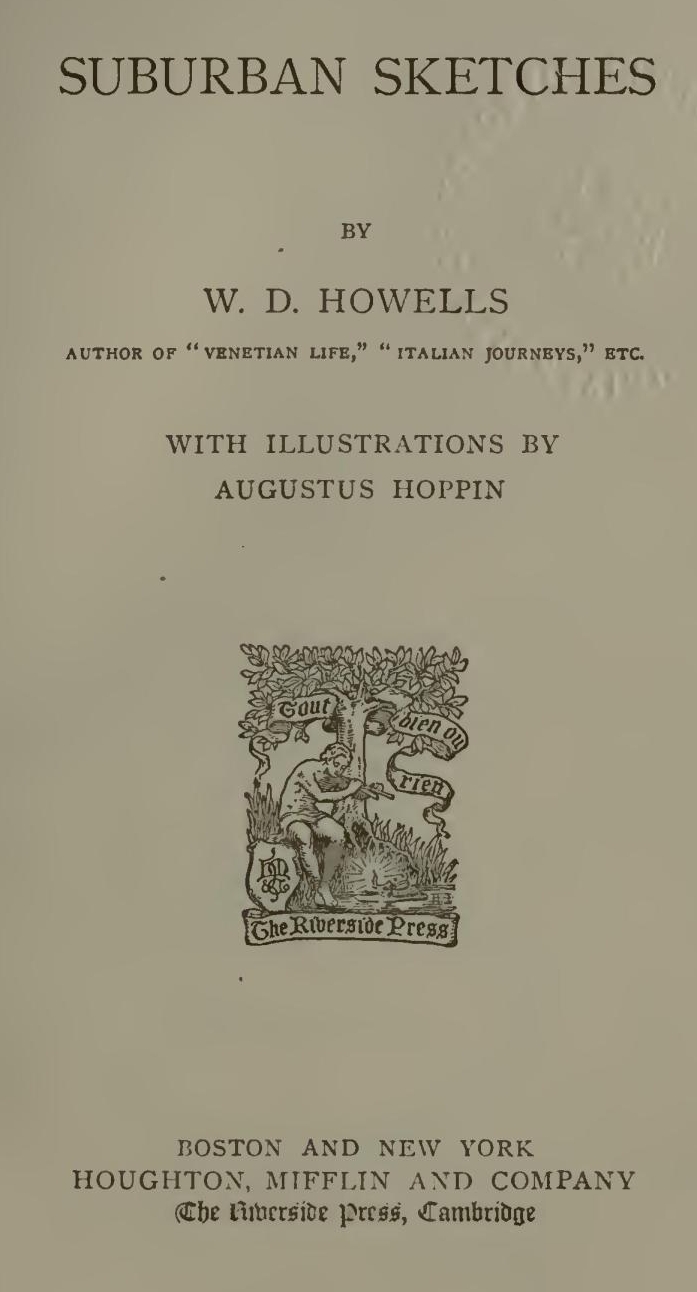 SUBURBAN SKETCHES
BY
W. D. HOWELLS
AUTHOR OF “VENETIAN LIFE,” “ITALIAN JOURNEYS,” ETC.
WITH ILLUSTRATIONS BY
AUGUSTUS HOPPIN
Tout
bien ou
rien
The Riverside Press
BOSTON AND NEW YORK
HOUGHTON, MIFFLIN AND COMPANY
The Riverside Press, Cambridge